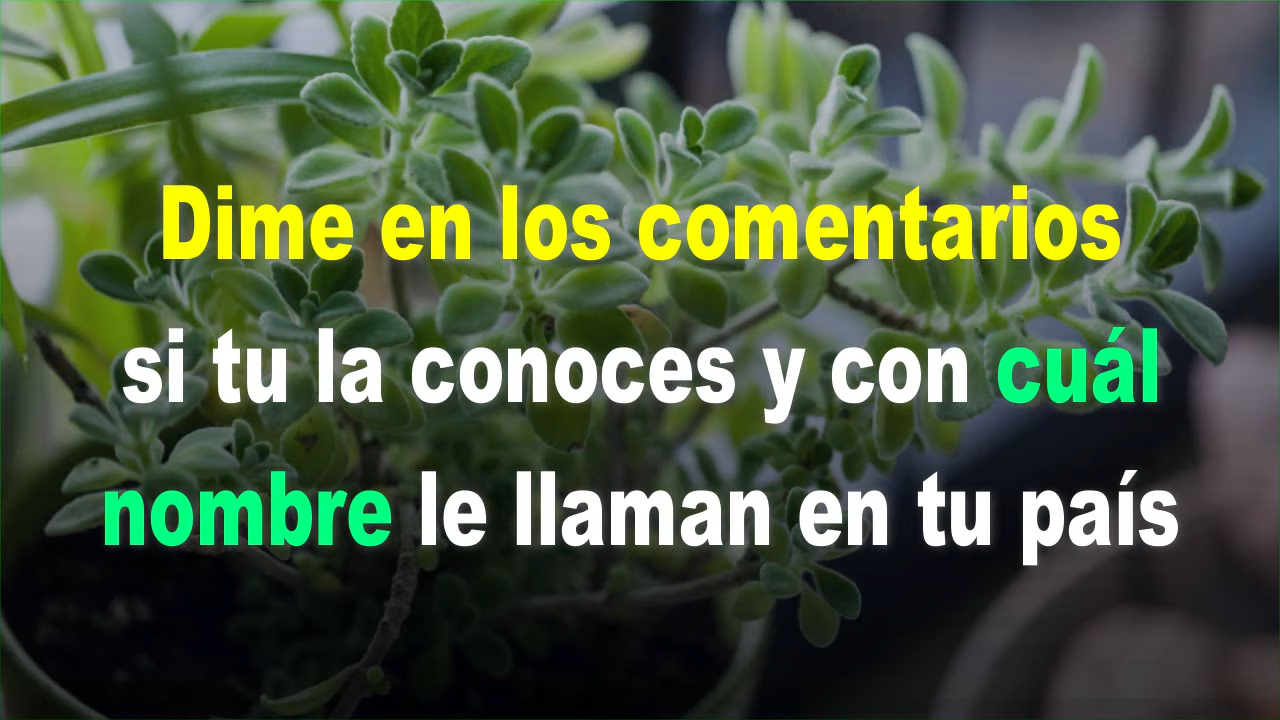 Dime en los comentarios
si tu la conoces y con cuál
nombre le llaman en tu país